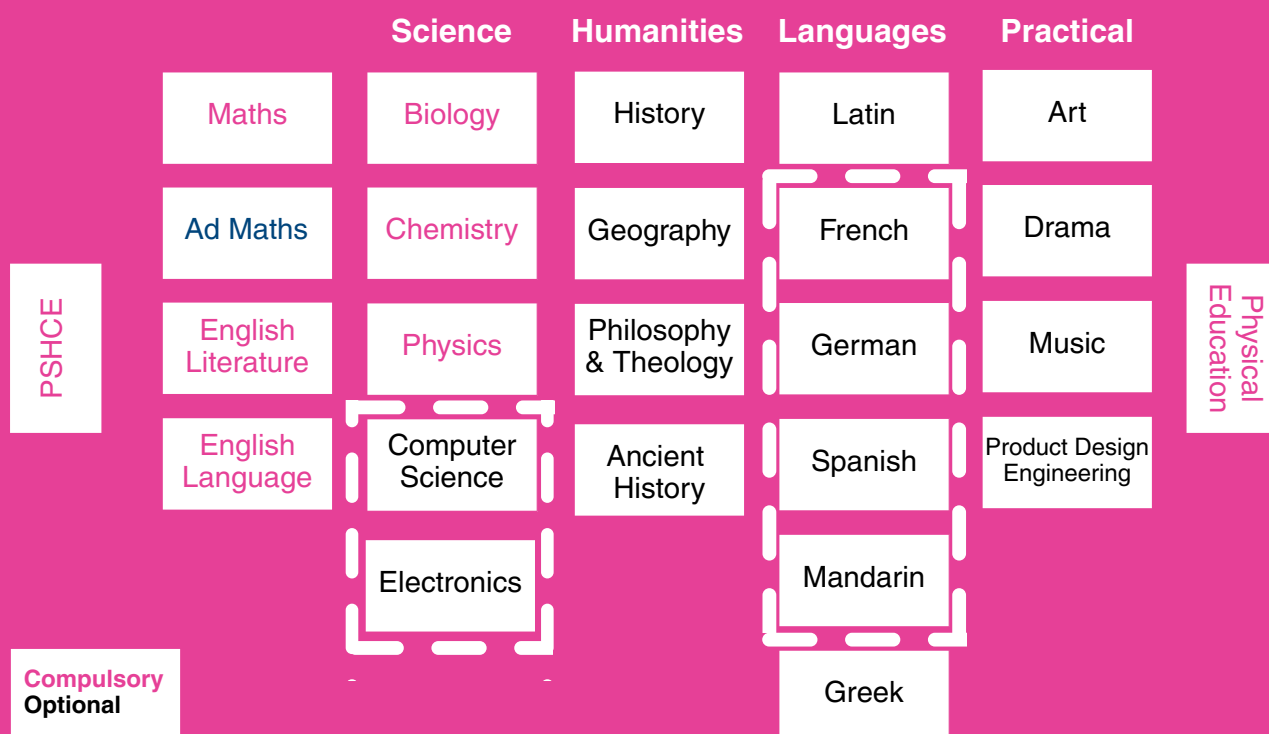 Science Humanities Languages Practical
Maths
Biology
History
Latin
Art
Ad Maths
Chemistry
Geography
French
Drama
English
Literature
Physics
Philosophy
& Theology
German
Music
English
Language
Computer
Science
Ancient
History
Spanish
Product Design
Engineering
Electronics
Mandarin
Greek
PSHCE
Physical
Education
Compulsory
Optional